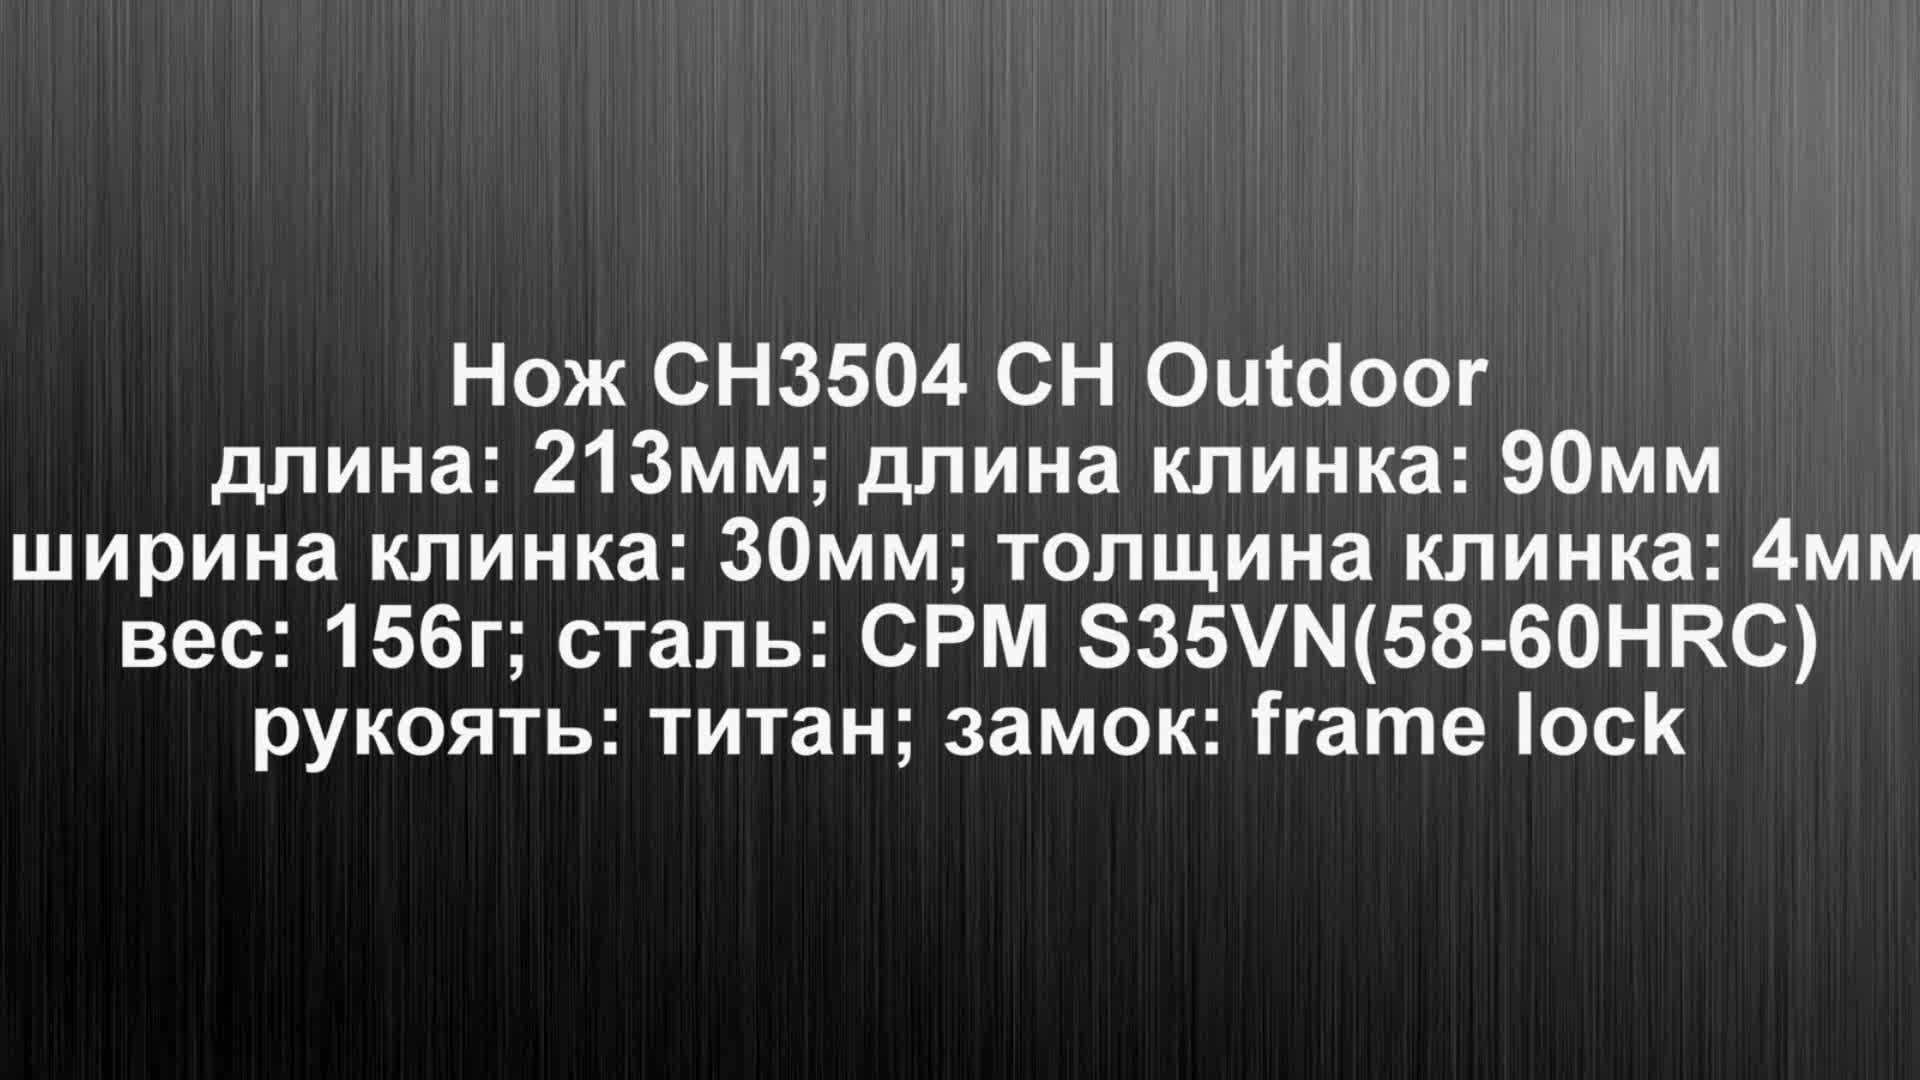 Нож CH3504 CH Outdoor
длина: 213мм; длина клинка: 90мм
ширина клинка: 30мм; толщина клинка: 4мм
вес: 156г; сталь: CPM S35VN(58-60HRC)
рукоять: титан; замок: frame lock